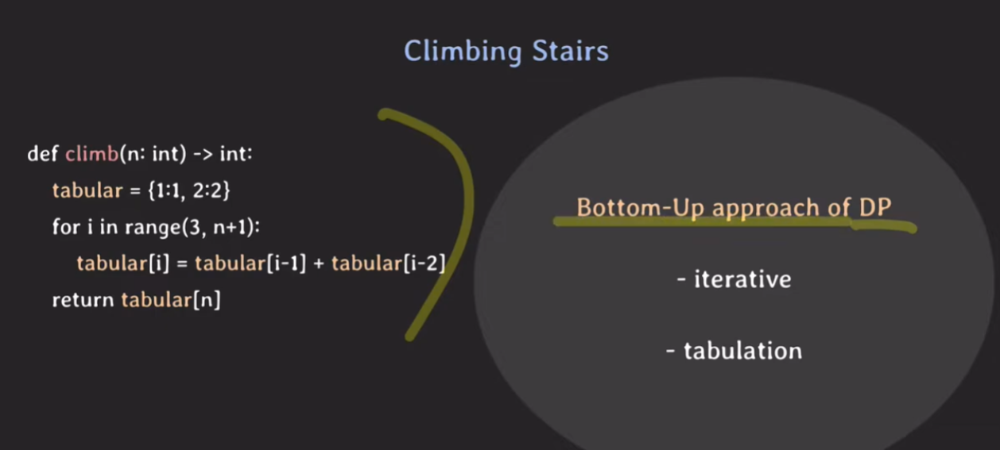 Climbing Stairs
def climb(n: int) -> int:
tabular = {1:1, 2:2}
for i in range(3, n+1):
tabular[i] = tabular[i-1] + tabular[i-2]
return tabular[n]
Bottom-Up approach of DP
- iterative
- tabulation